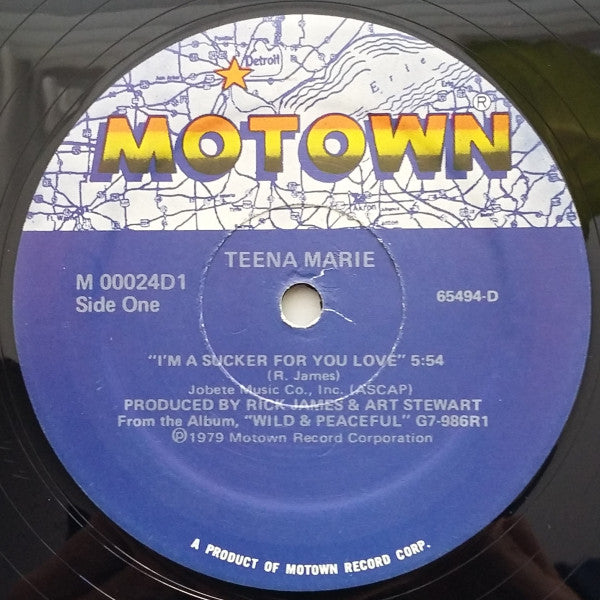 Detroit
Erie
MOTOWN®
TEENA MARIE
M 00024D1
Side One
65494-D
"I'M A SUCKER FOR YOU LOVE" 5:54
(R. James)
Jobete Music Co., Inc. (ASCAP)
PRODUCED BY RICK JAMES & ART STEWART
From the Album, "WILD & PEACEFUL" G7-986R1
Ⓟ1979 Motown Record Corporation
A PRODUCT OF MOTOWN RECORD CORP.